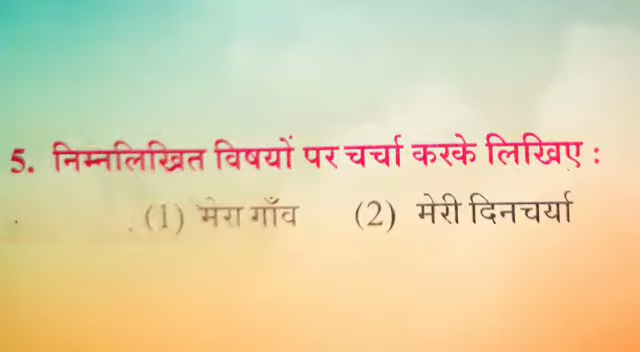 5. निम्नलिखित विषयों पर चर्चा करके लिखिए :
(1) मेरा गाँव (2) मेरी दिनचर्या